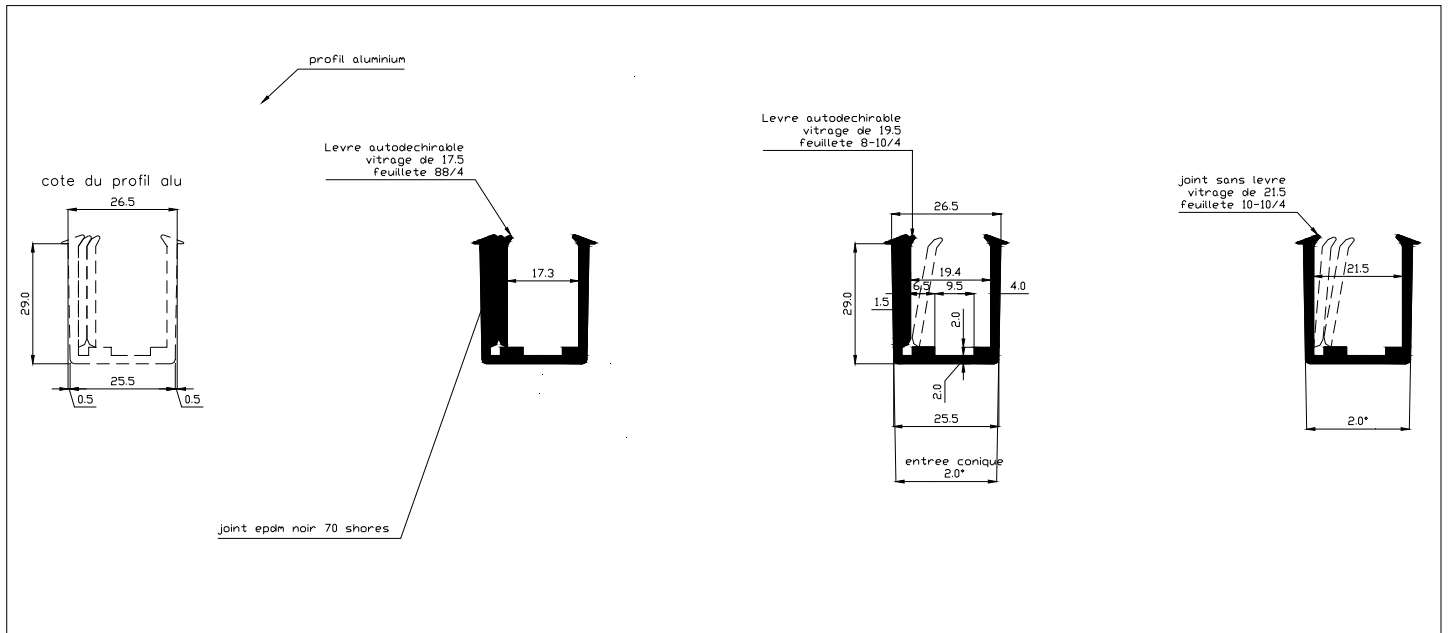 profil aluminium
Levre autodechirable
vitrage de 17.5
feuillete 88/4
Levre autodechirable
vitrage de 19.5
feuillete 8-10/4
joint sans levre
vitrage de 21.5
feuillete 10-10/4
cote du profil alu
26.5
29.0
25.5
0.5
0.5
17.3
26.5
19.4
6.5
9.5
4.0
1.5
29.0
2.0
2.0
25.5
entree conique
2.0°
21.5
2.0°
joint epdm noir 70 shores